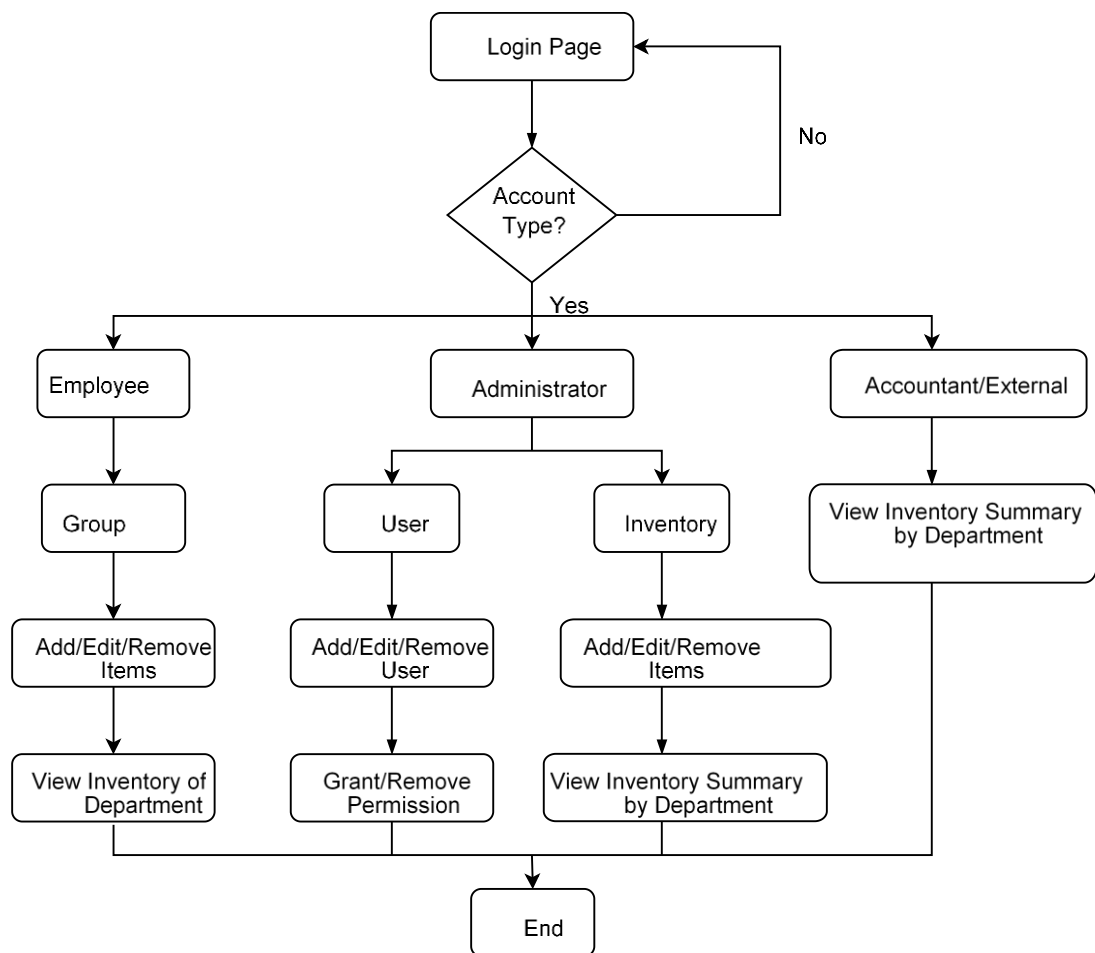 Login Page
No
Account
Type?
Yes
Employee
Administrator
Accountant/External
Group
User
Inventory
View Inventory Summary
by Department
Add/Edit/Remove
Items
Add/Edit/Remove
User
Add/Edit/Remove
Items
View Inventory of
Department
Grant/Remove
Permission
View Inventory Summary
by Department
End